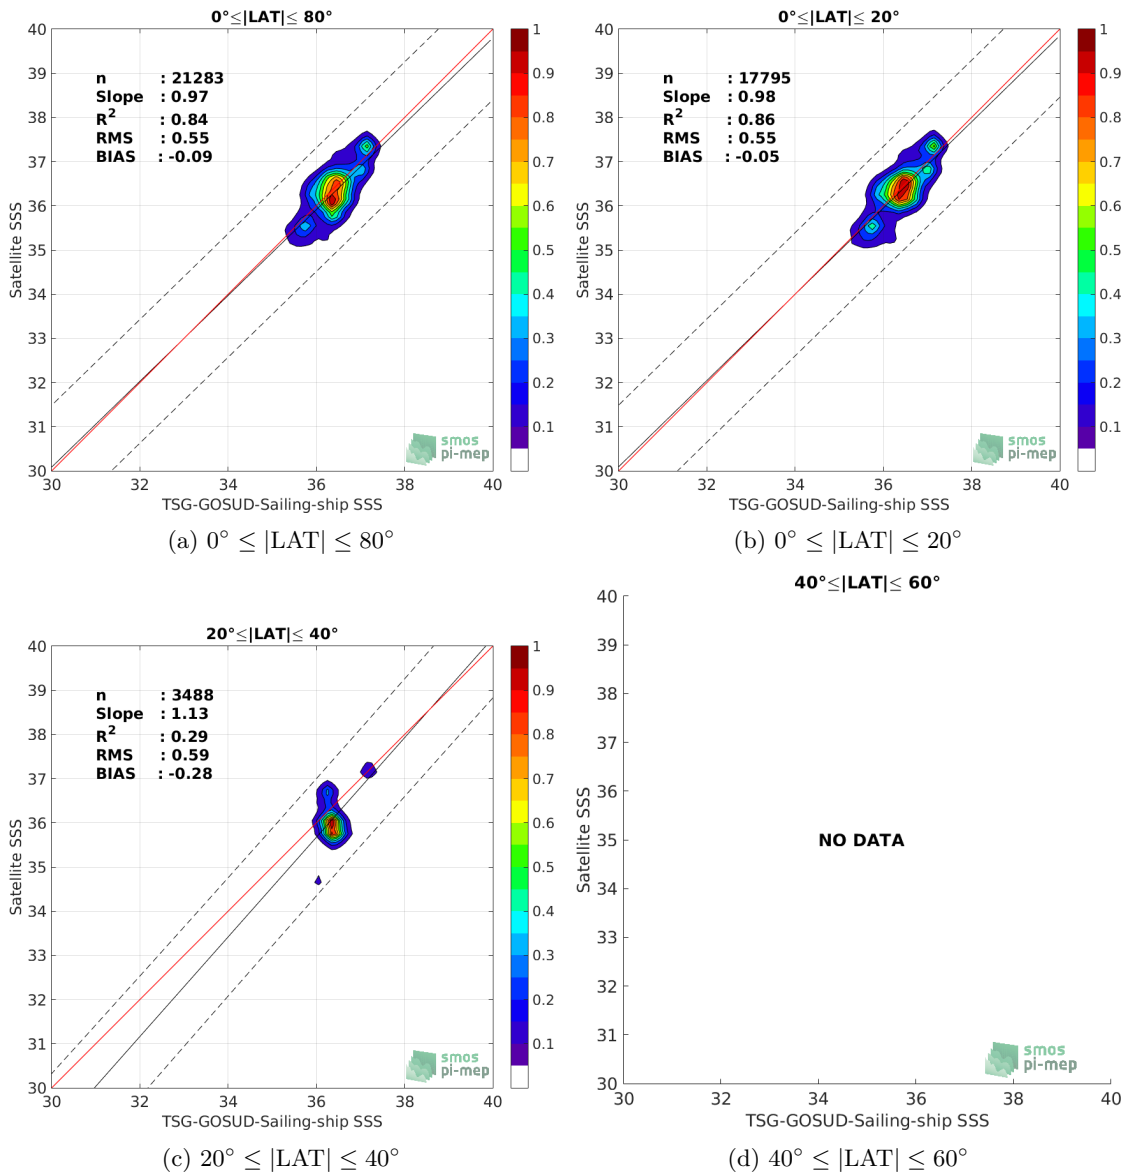 0°≤|LAT|≤ 80°
40
39
38
37
36
35
34
33
32
31
30
Satellite SSS
n : 21283
Slope : 0.97
R2 : 0.84
RMS : 0.55
BIAS : -0.09
1
0.9
0.8
0.7
0.6
0.5
0.4
0.3
0.2
0.1
smos
pi-mep
30 32 34 36 38 40
TSG-GOSUD-Sailing-ship SSS
(a) 0° ≤ |LAT| ≤ 80°
0°≤|LAT|≤ 20°
40
39
38
37
36
35
34
33
32
31
30
Satellite SSS
n : 17795
Slope : 0.98
R2 : 0.86
RMS : 0.55
BIAS : -0.05
1
0.9
0.8
0.7
0.6
0.5
0.4
0.3
0.2
0.1
smos
pi-mep
30 32 34 36 38 40
TSG-GOSUD-Sailing-ship SSS
(b) 0° ≤ |LAT| ≤ 20°
20°≤|LAT|≤ 40°
40
39
38
37
36
35
34
33
32
31
30
Satellite SSS
n : 3488
Slope : 1.13
R2 : 0.29
RMS : 0.59
BIAS : -0.28
1
0.9
0.8
0.7
0.6
0.5
0.4
0.3
0.2
0.1
smos
pi-mep
30 32 34 36 38 40
TSG-GOSUD-Sailing-ship SSS
(c) 20° ≤ |LAT| ≤ 40°
40°≤|LAT|≤ 60°
40
39
38
37
36
35
34
33
32
31
30
Satellite SSS
NO DATA
smos
pi-mep
30 32 34 36 38 40
TSG-GOSUD-Sailing-ship SSS
(d) 40° ≤ |LAT| ≤ 60°